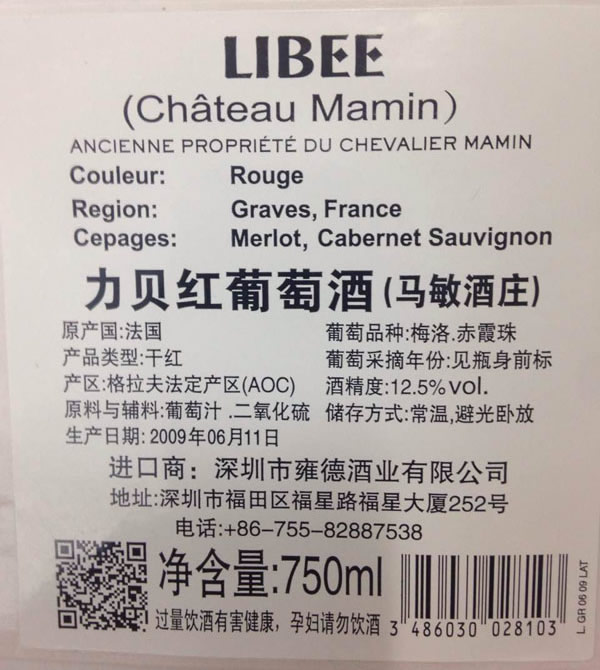 LIBEE
(Château Mamin)
ANCIENNE PROPRIÉTÉ DU CHEVALIER MAMIN
Couleur: Rouge
Region: Graves, France
Cepages: Merlot, Cabernet Sauvignon
力贝红葡萄酒(马敏酒庄)
原产国:法国 葡萄品种:梅洛.赤霞珠
产品类型:干红 葡萄采摘年份:见瓶身前标
产区:格拉夫法定产区(AOC) 酒精度:12.5%vol.
原料与辅料:葡萄汁.二氧化硫 储存方式:常温,避光卧放
生产日期:2009年06月11日
进口商：深圳市雍德酒业有限公司
地址:深圳市福田区福星路福星大厦252号
电话:+86-755-82887538
净含量:750ml
过量饮酒有害健康，孕妇请勿饮酒
3 486030 028103
L. GR 06 09 LAT